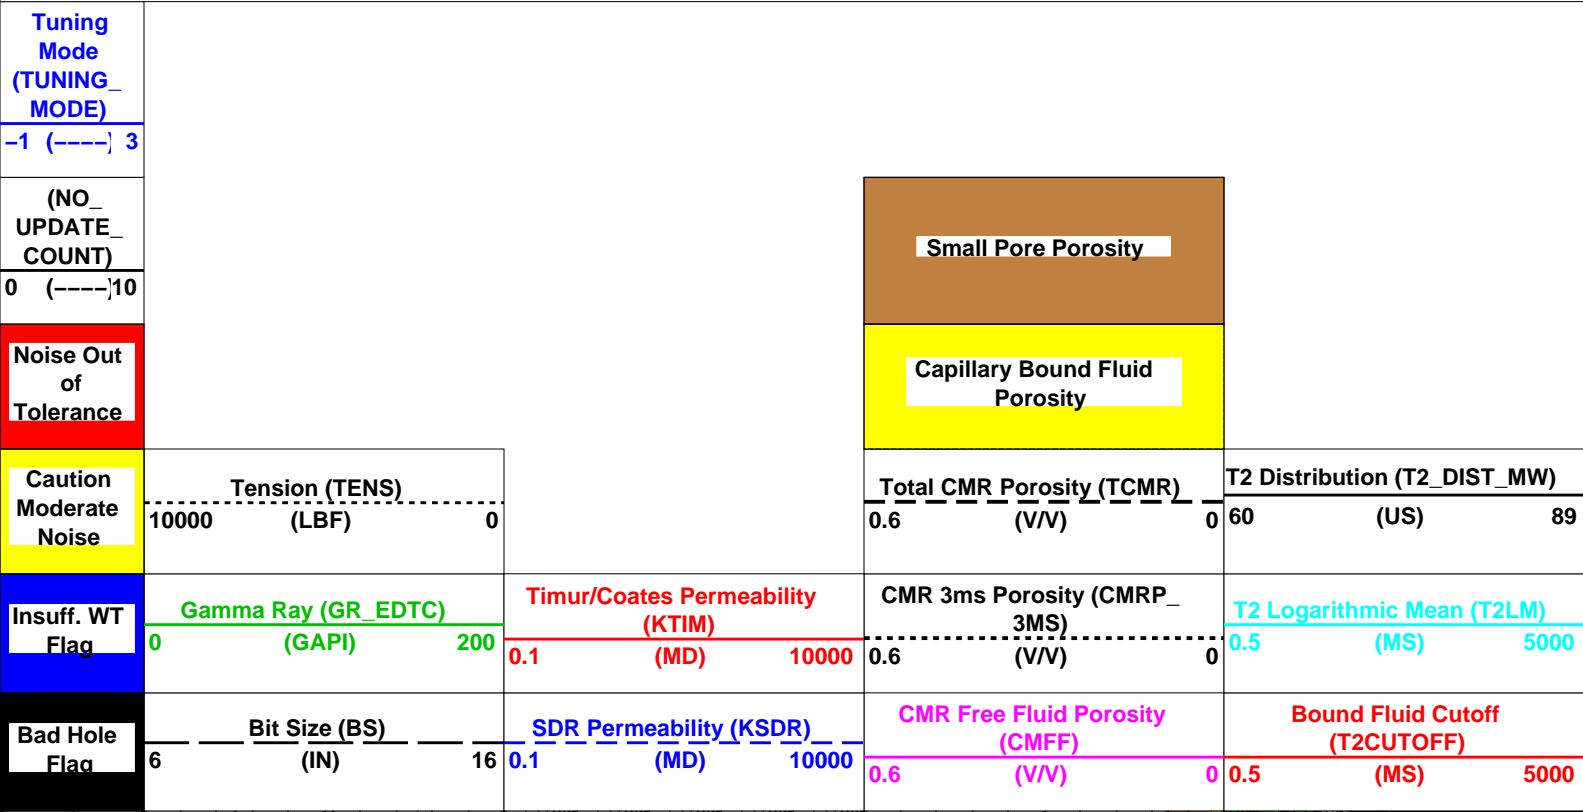 Tuning
Mode
(TUNING_
MODE)
−1 (−−−−) 3
(NO_
UPDATE_
COUNT)
0 (−−−−) 10
Small Pore Porosity
Noise Out
of
Tolerance
Capillary Bound Fluid
Porosity
Caution
Moderate
Noise
Tension (TENS)
10000 (LBF) 0
Total CMR Porosity (TCMR)
0.6 (V/V) 0
T2 Distribution (T2_DIST_MW)
60 (US) 89
Insuff. WT
Flag
Gamma Ray (GR_EDTC)
0 (GAPI) 200
Timur/Coates Permeability
(KTIM)
0.1 (MD) 10000
CMR 3ms Porosity (CMRP_
3MS)
0.6 (V/V) 0
T2 Logarithmic Mean (T2LM)
0.5 (MS) 5000
Bad Hole
Flag
Bit Size (BS)
6 (IN) 16
SDR Permeability (KSDR)
0.1 (MD) 10000
CMR Free Fluid Porosity
(CMFF)
0.6 (V/V) 0
Bound Fluid Cutoff
(T2CUTOFF)
0.5 (MS) 5000